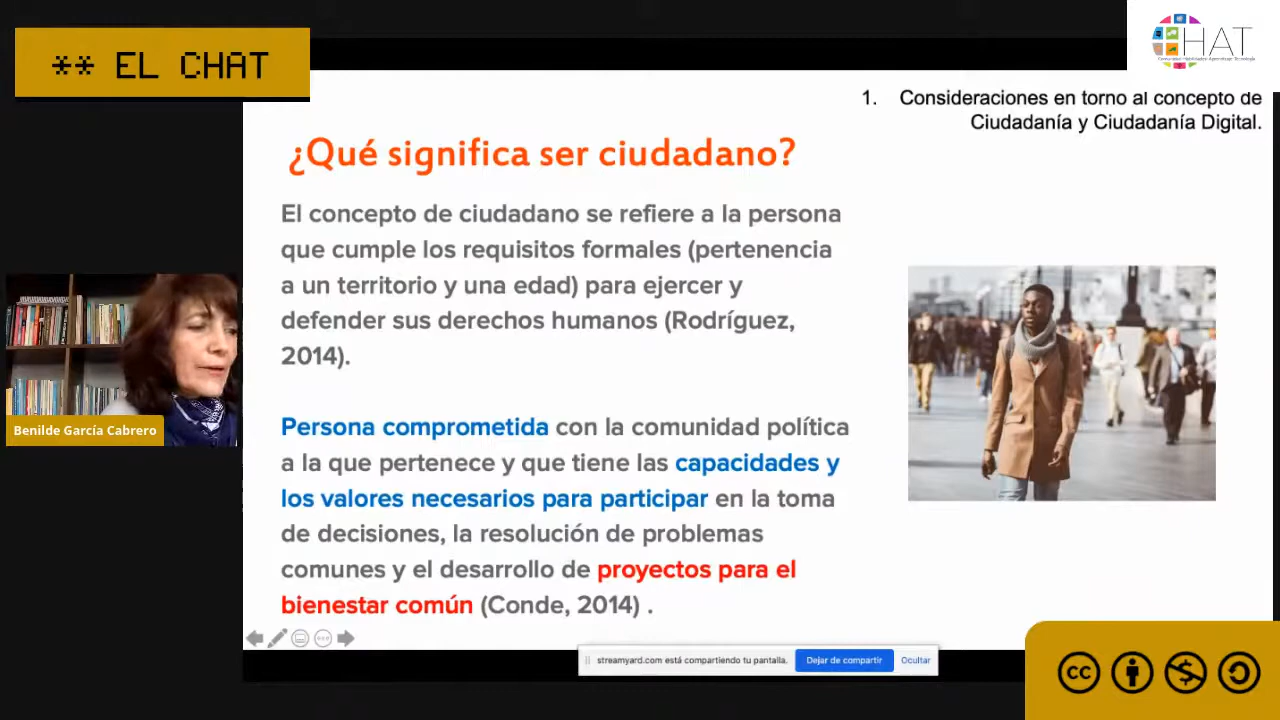 ** EL CHAT
HAT
1. Consideraciones en torno al concepto de
Ciudadanía y Ciudadanía Digital.
¿Qué significa ser ciudadano?
El concepto de ciudadano se refiere a la persona
que cumple los requisitos formales (pertenencia
a un territorio y una edad) para ejercer y
defender sus derechos humanos (Rodríguez,
2014).
Persona comprometida con la comunidad política
a la que pertenece y que tiene las capacidades y
los valores necesarios para participar en la toma
de decisiones, la resolución de problemas
comunes y el desarrollo de proyectos para el
bienestar común (Conde, 2014) .
Benilde García Cabrero
streamyard.com está compartiendo tu pantalla.
Dejar de compartir
Ocultar
CC